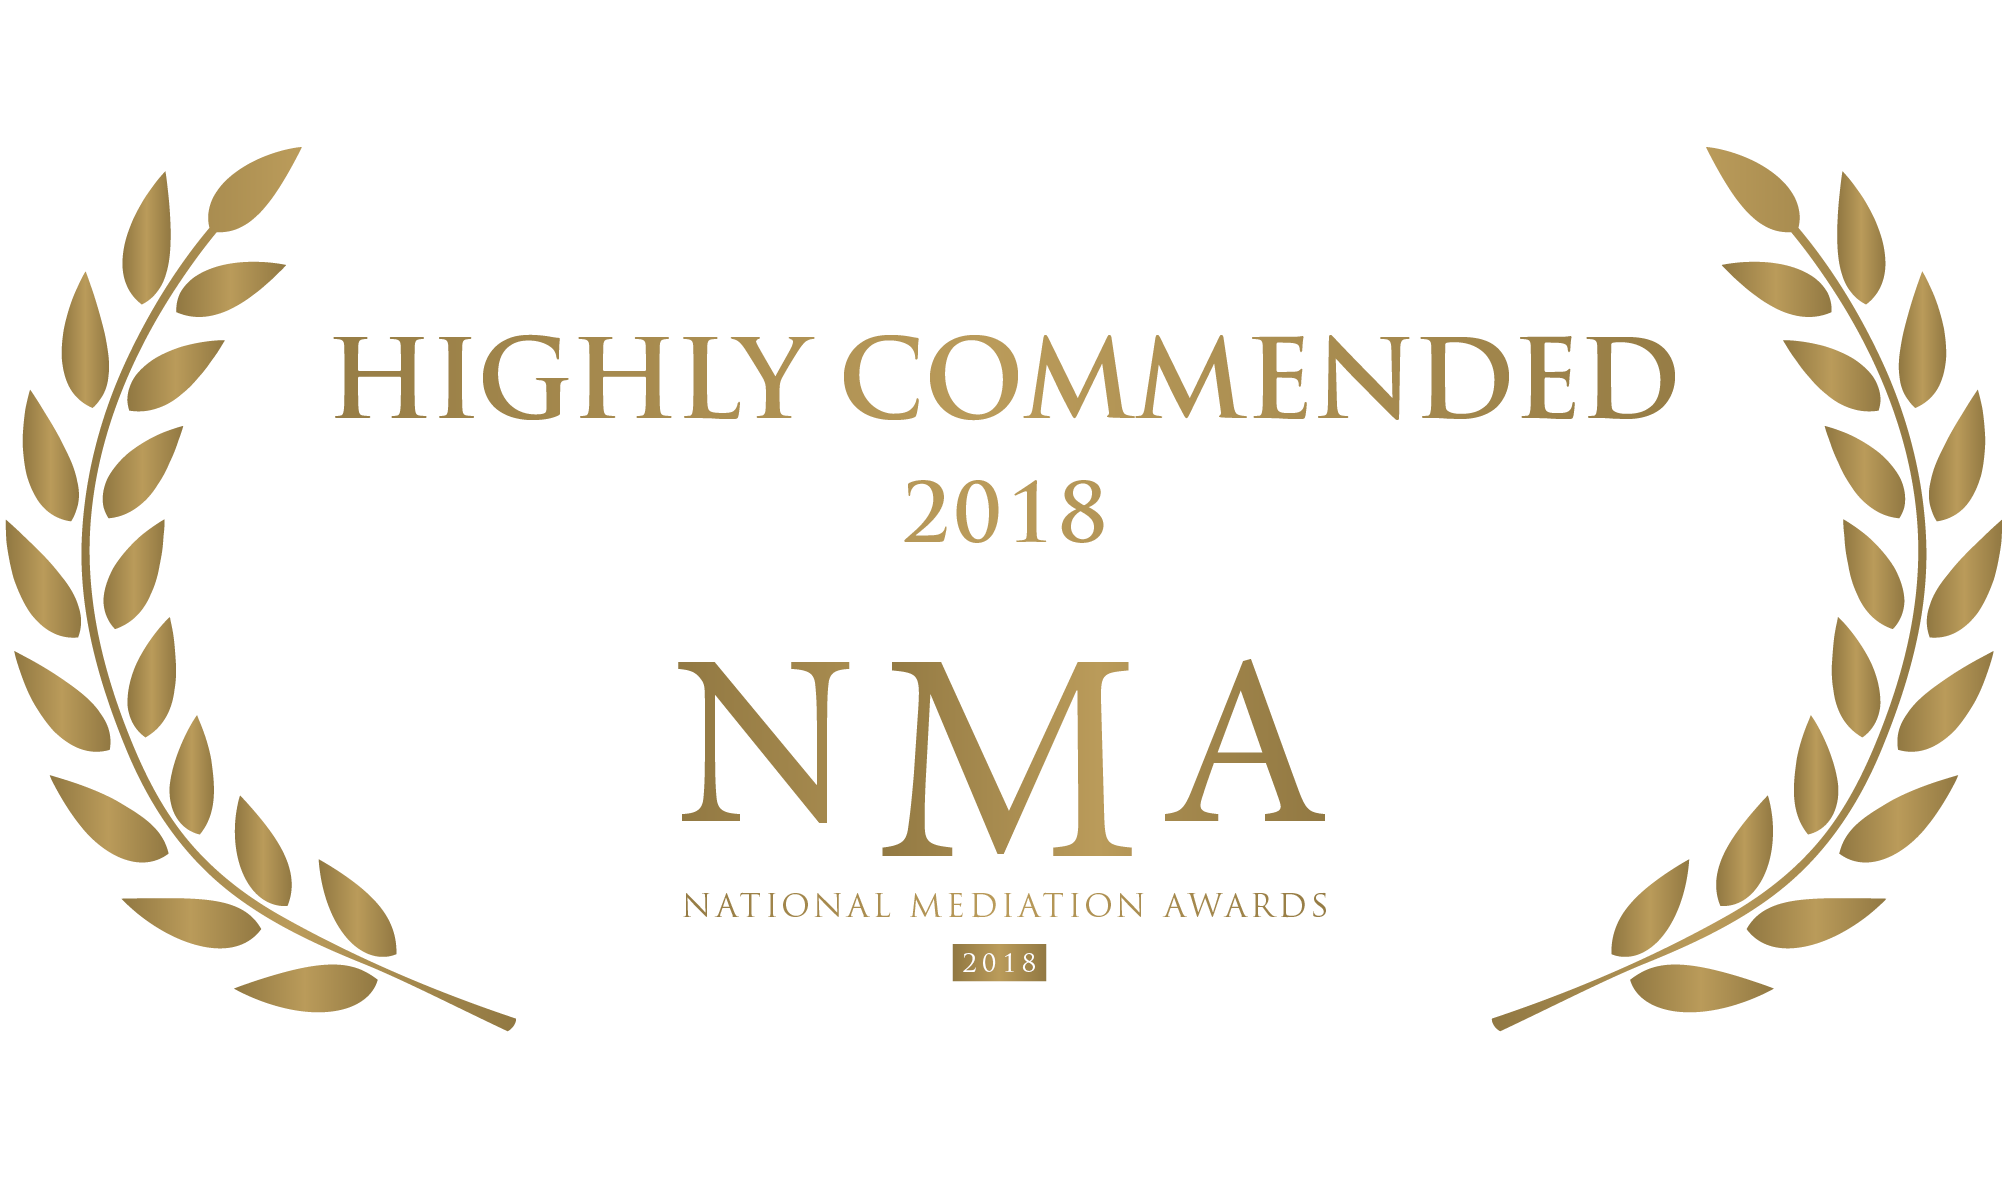 HIGHLY COMMENDED
2018
NMA
NATIONAL MEDIATION AWARDS
2018